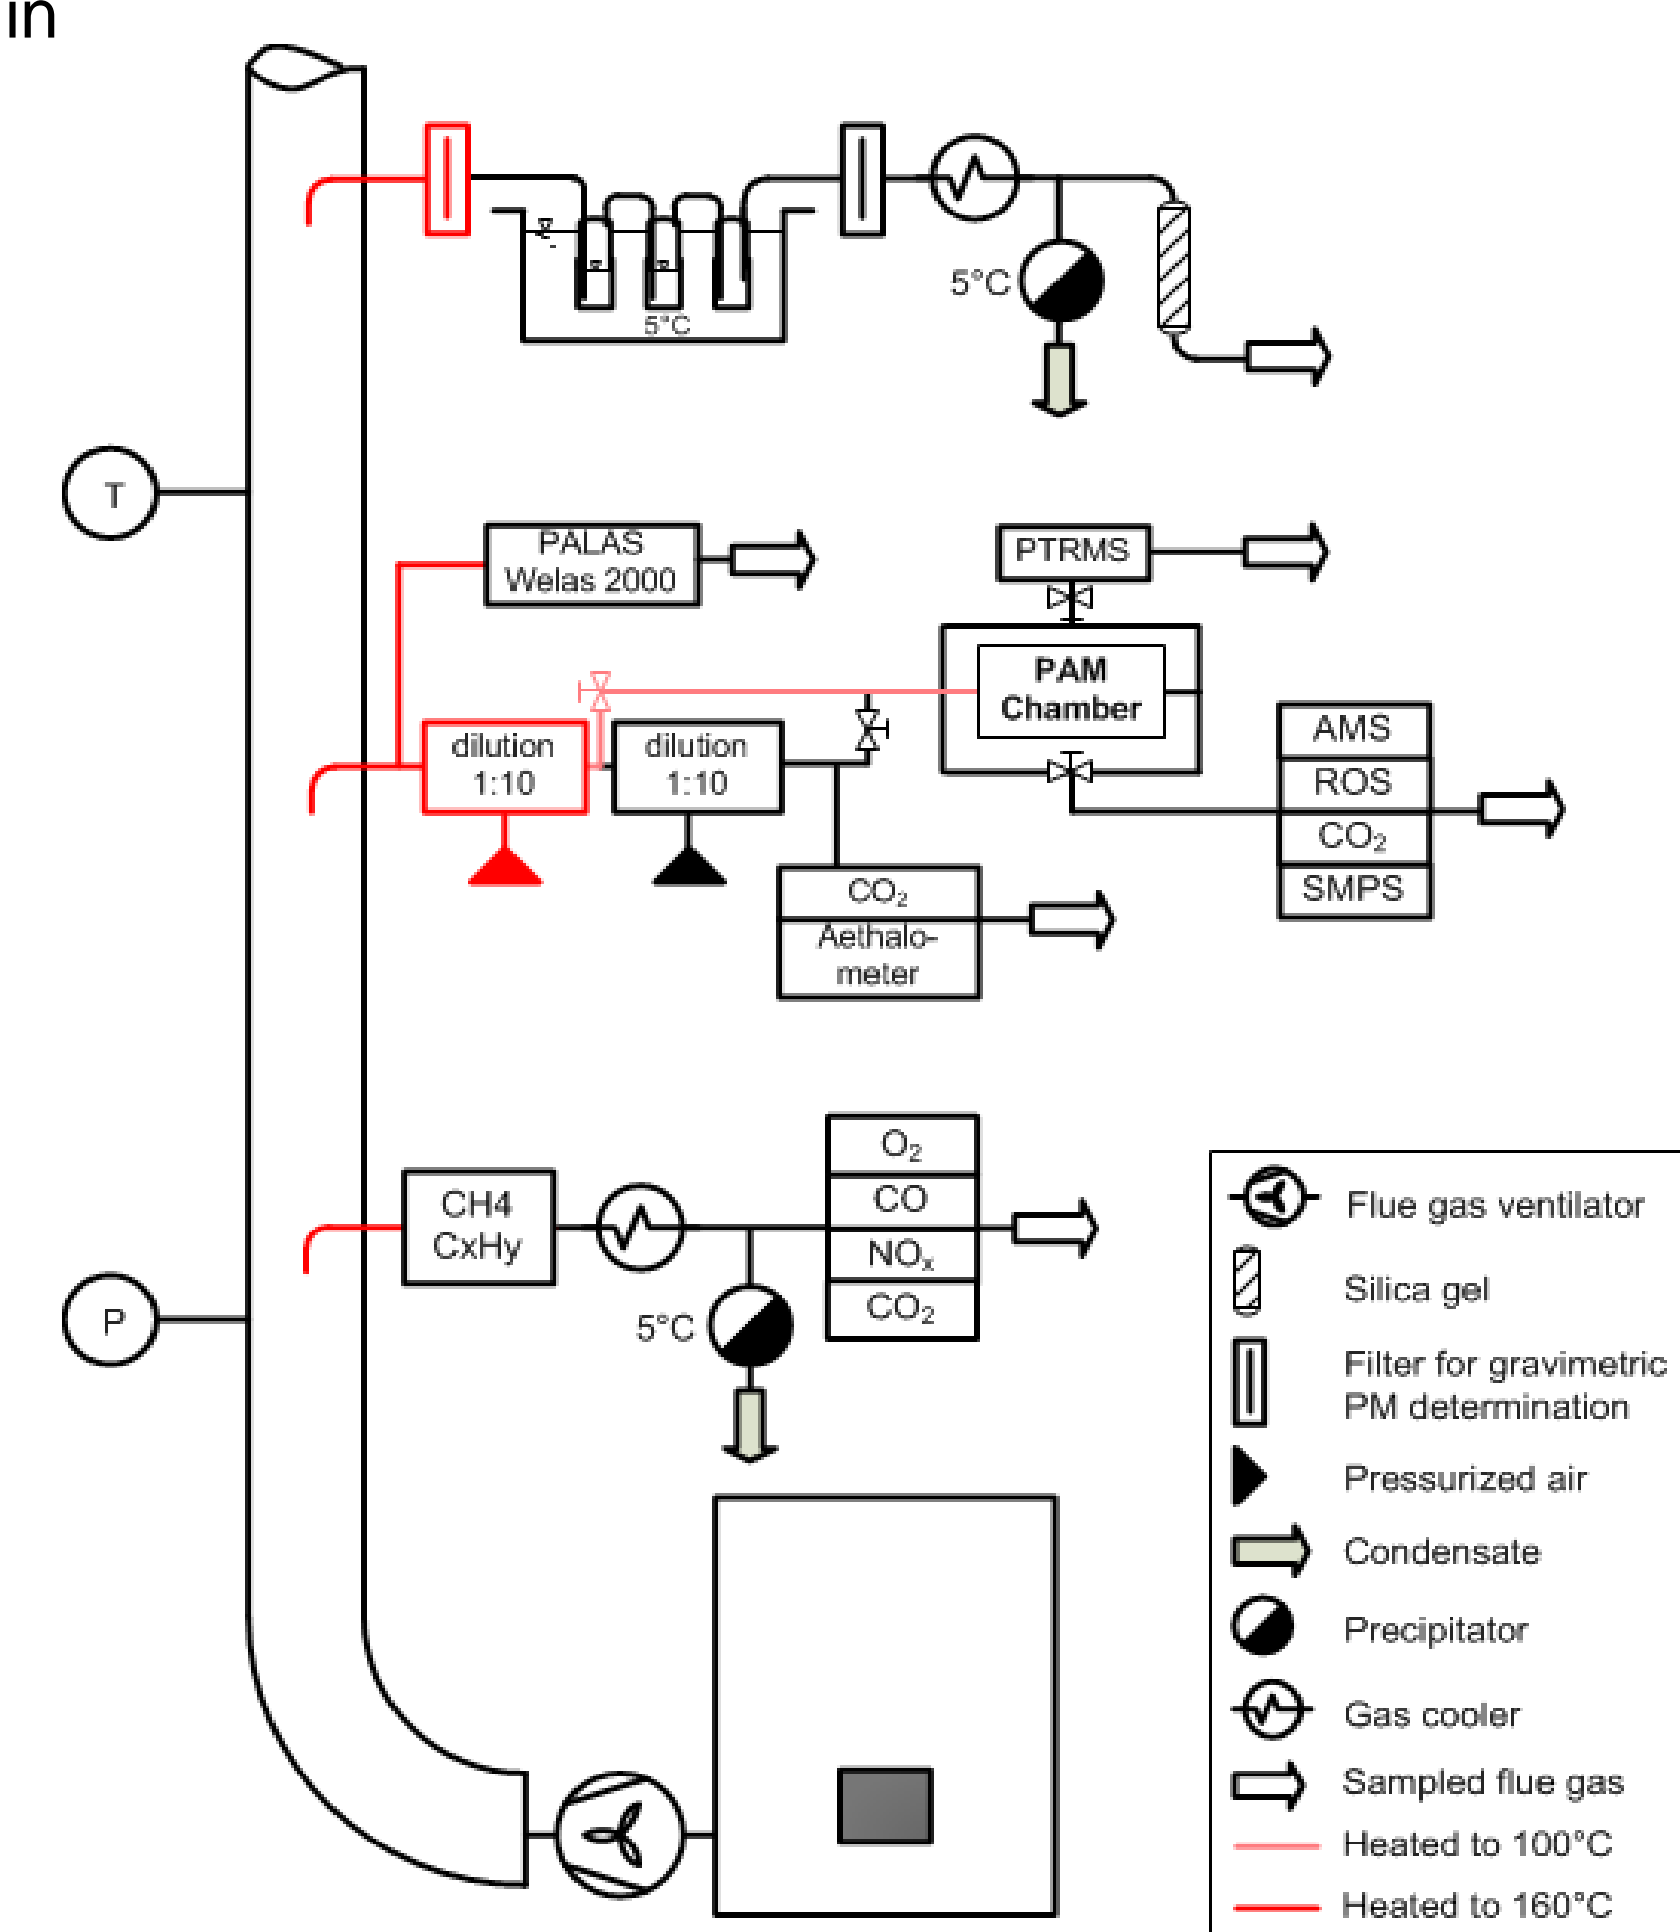 in
5°C
5°C
T
PALAS
Welas 2000
PTRMS
PAM
Chamber
dilution
1:10
dilution
1:10
AMS
ROS
CO₂
SMPS
CO₂
Aethalo-
meter
O₂
CO
NOₓ
CO₂
CH4
CxHy
5°C
P
Flue gas ventilator
Silica gel
Filter for gravimetric
PM determination
Pressurized air
Condensate
Precipitator
Gas cooler
Sampled flue gas
Heated to 100°C
Heated to 160°C